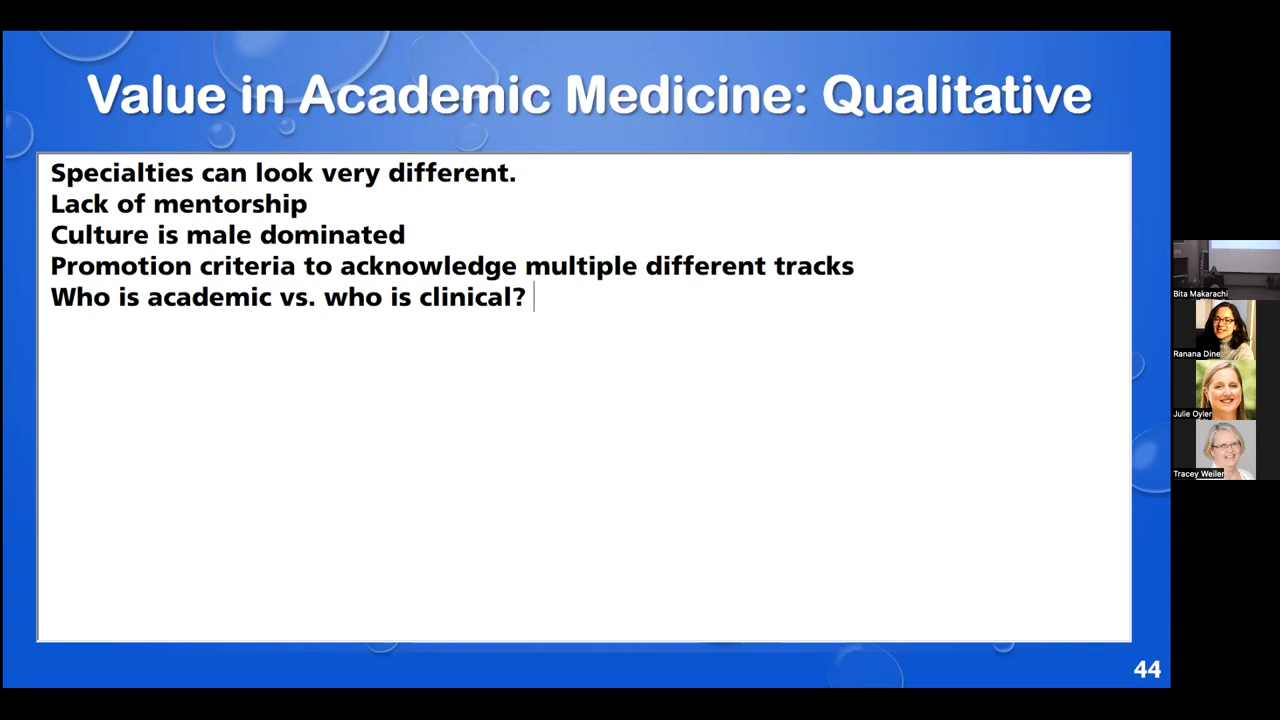 Value in Academic Medicine: Qualitative
Specialties can look very different.
Lack of mentorship
Culture is male dominated
Promotion criteria to acknowledge multiple different tracks
Who is academic vs. who is clinical?
44
Bita Makarachi
Ranana Dine
Julie Oyler
Tracey Weiler